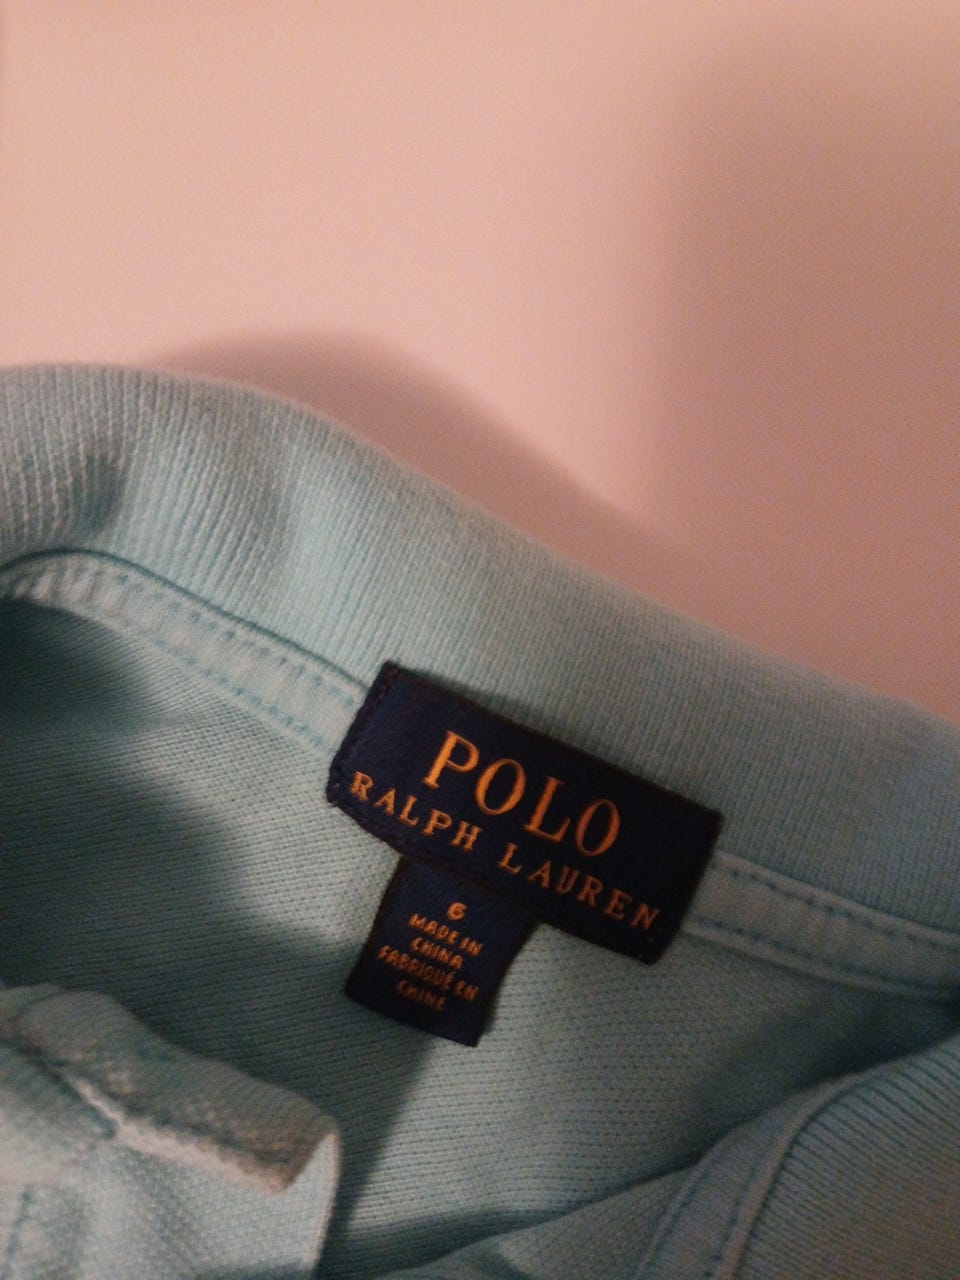 POLO
RALPH LAUREN
6
MADE IN
CHINA
FABRIQUÉ EN
CHINE